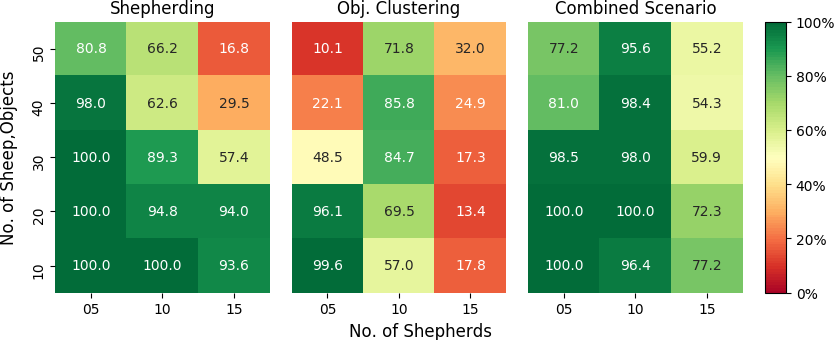 Shepherding Obj. Clustering Combined Scenario
50 80.8 66.2 16.8 10.1 71.8 32.0 77.2 95.6 55.2 100%
40 98.0 62.6 29.5 22.1 85.8 24.9 81.0 98.4 54.3 80%
30 100.0 89.3 57.4 48.5 84.7 17.3 98.5 98.0 59.9 60%
20 100.0 94.8 94.0 96.1 69.5 13.4 100.0 100.0 72.3 40%
10 100.0 100.0 93.6 99.6 57.0 17.8 100.0 96.4 77.2 20%
0%
05 10 15 05 10 15 05 10 15
No. of Shepherds
No. of Sheep,Objects